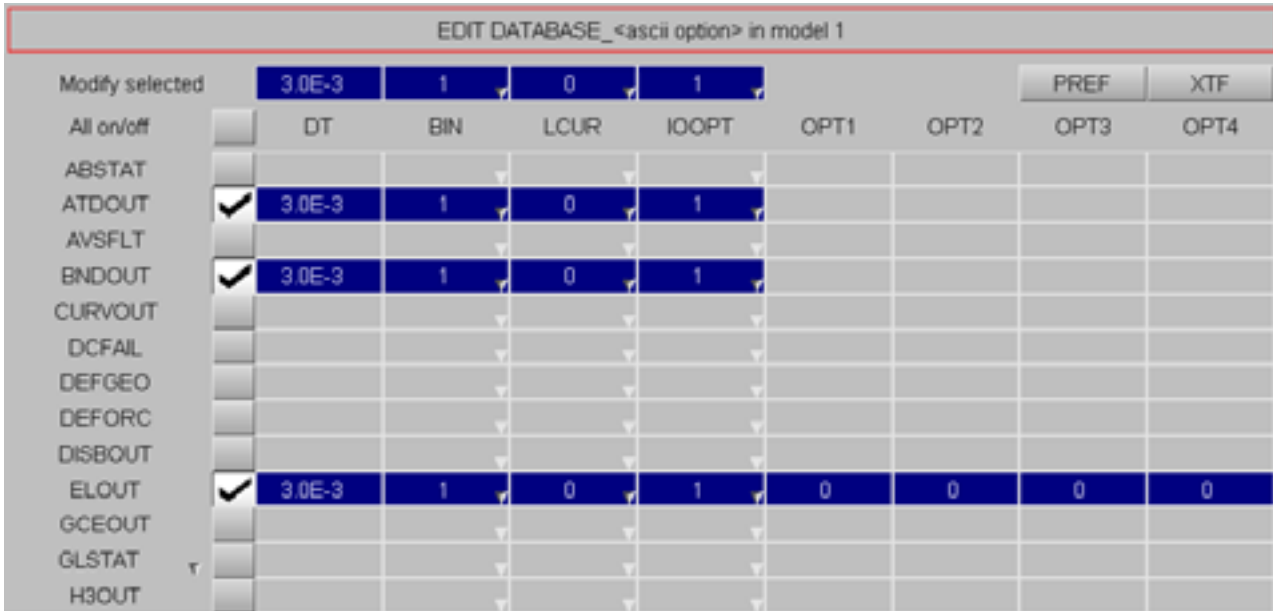 EDIT DATABASE_<ascii option> in model 1
Modify selected 3.0E-3 1 0 1 PREF XTF
All on/off DT BIN LCUR IOOPT OPT1 OPT2 OPT3 OPT4
ABSTAT
ATDOUT 3.0E-3 1 0 1
AVSFLT
BNDOUT 3.0E-3 1 0 1
CURVOUT
DCFAIL
DEFGEO
DEFORC
DISBOUT
ELOUT 3.0E-3 1 0 1 0 0 0 0
GCEOUT
GLSTAT
H3OUT